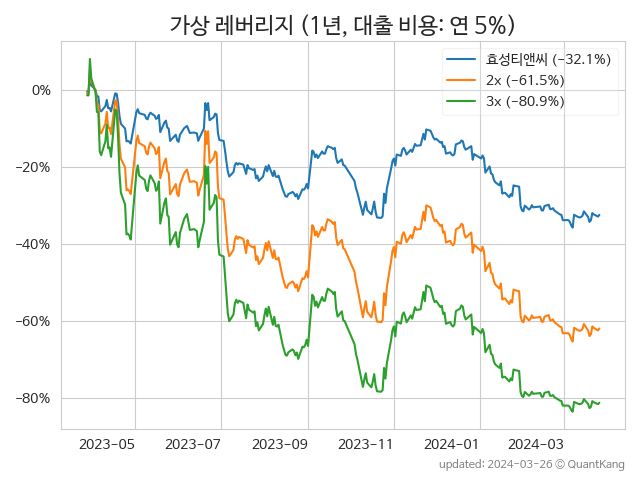 가상 레버리지 (1년, 대출 비용: 연 5%)
효성티앤씨 (−32.1%)
2x (−61.5%)
3x (−80.9%)
0%
−20%
−40%
−60%
−80%
2023-05 2023-07 2023-09 2023-11 2024-01 2024-03
updated: 2024-03-26 © QuantKang